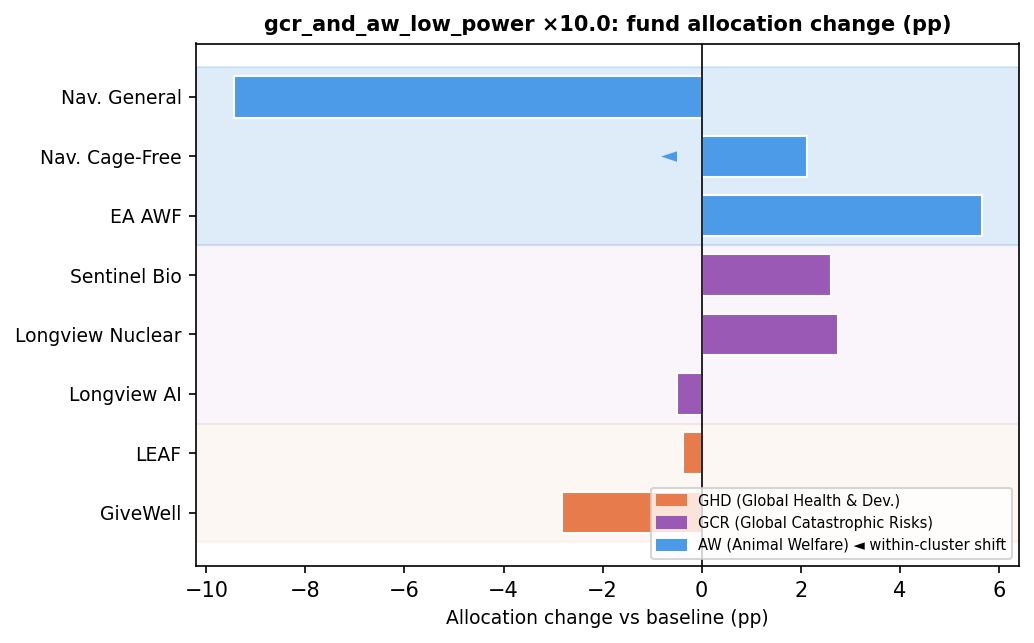 gcr_and_aw_low_power ×10.0: fund allocation change (pp)
Nav. General
Nav. Cage-Free
EA AWF
Sentinel Bio
Longview Nuclear
Longview AI
LEAF
GiveWell
GHD (Global Health & Dev.)
GCR (Global Catastrophic Risks)
AW (Animal Welfare) ◄ within-cluster shift
−10 −8 −6 −4 −2 0 2 4 6
Allocation change vs baseline (pp)